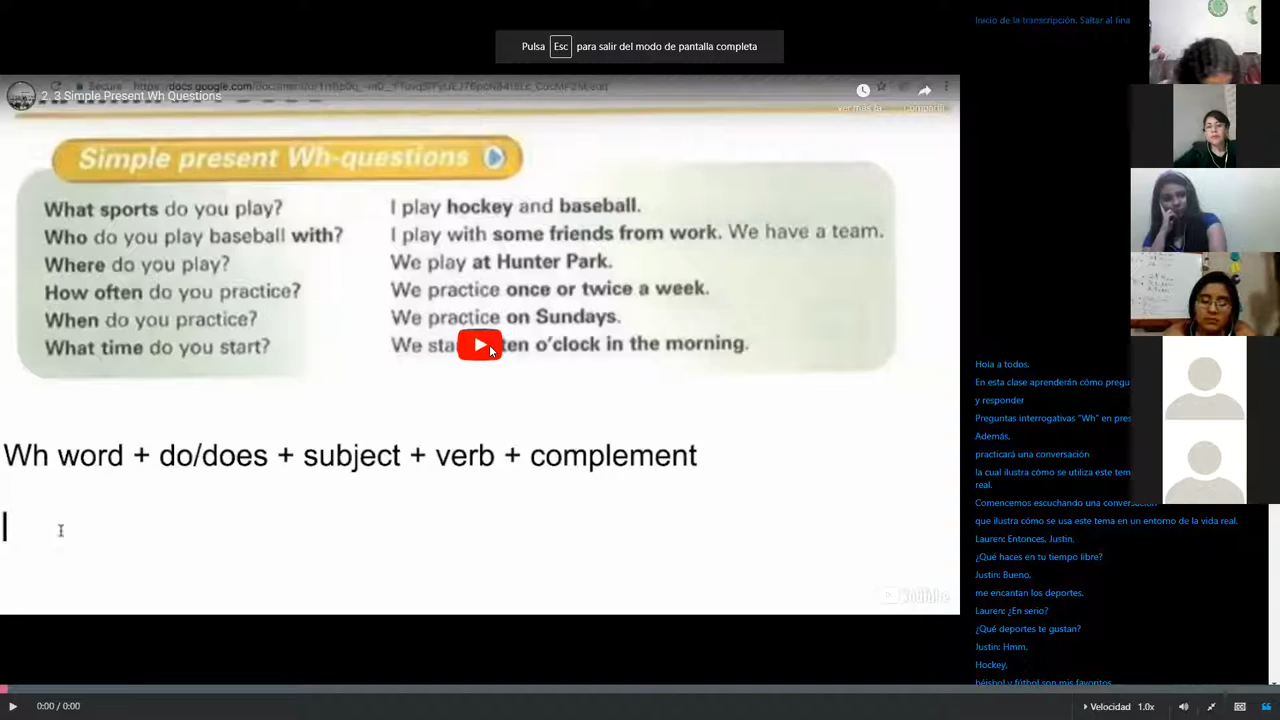 Inicio de la transcripción. Saltar al fina
Pulsa Esc para salir del modo de pantalla completa
2. 3 Simple Present Wh Questions
Simple present Wh-questions
What sports do you play? I play hockey and baseball.
Who do you play baseball with? I play with some friends from work. We have a team.
Where do you play? We play at Hunter Park.
How often do you practice? We practice once or twice a week.
When do you practice? We practice on Sundays.
What time do you start? We sta ten o'clock in the morning.
Wh word + do/does + subject + verb + complement
YouTube
Hola a todos.
En esta clase aprenderán cómo pregu
y responder
Preguntas interrogativas "Wh" en pres
Además,
practicará una conversación
la cual ilustra cómo se utiliza este tem
real.
Comencemos escuchando una conversación
que ilustra cómo se usa este tema en un entorno de la vida real.
Lauren: Entonces, Justin,
¿Qué haces en tu tiempo libre?
Justin: Bueno,
me encantan los deportes.
Lauren: ¿En serio?
¿Qué deportes te gustan?
Justin: Hmm.
Hockey,
béisbol y fútbol son mis favoritos
0:00 / 0:00
Velocidad 1.0x